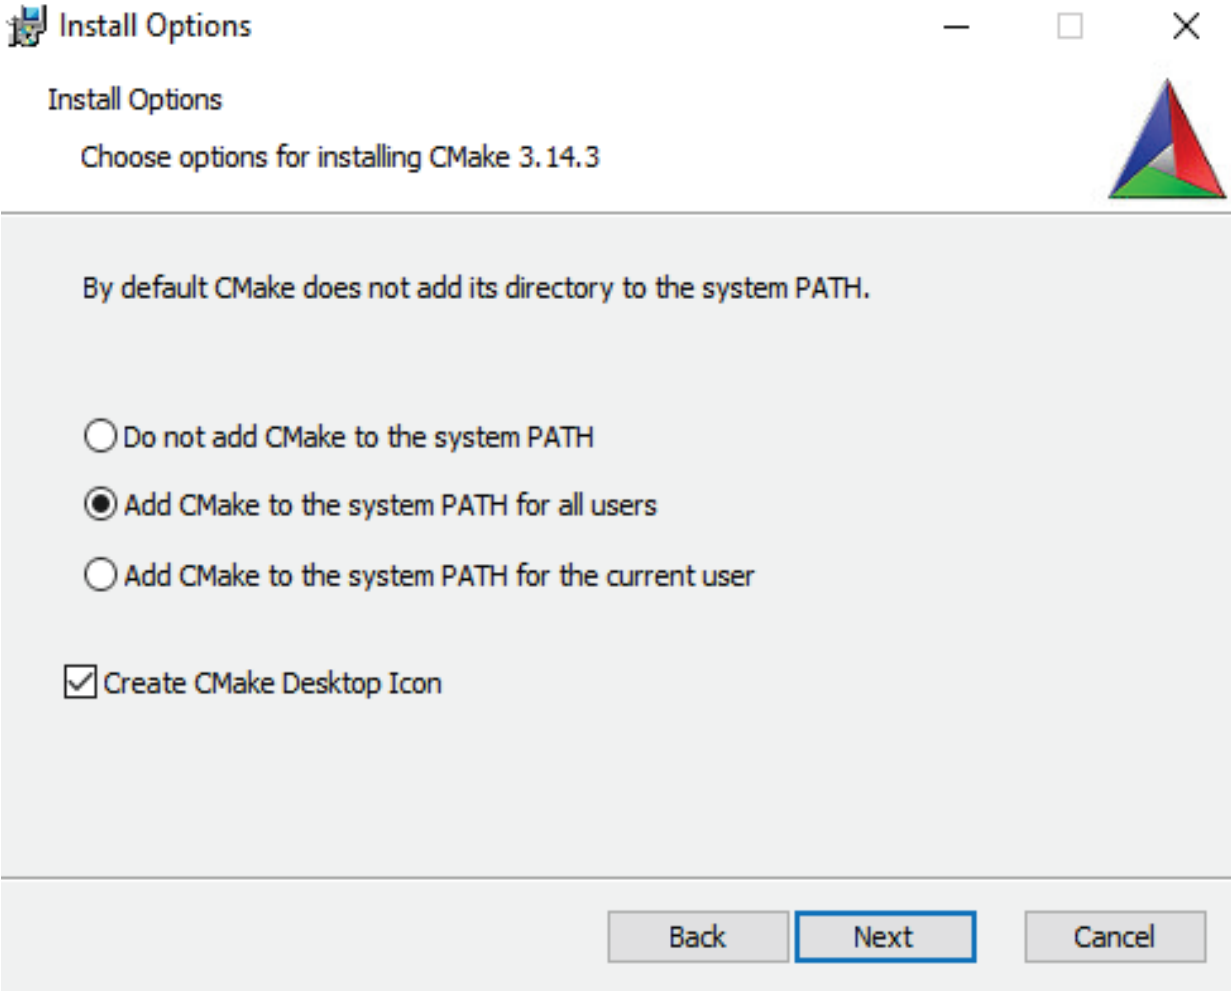 Install Options
Install Options
Choose options for installing CMake 3.14.3
By default CMake does not add its directory to the system PATH.
Do not add CMake to the system PATH
Add CMake to the system PATH for all users
Add CMake to the system PATH for the current user
Create CMake Desktop Icon
Back Next Cancel